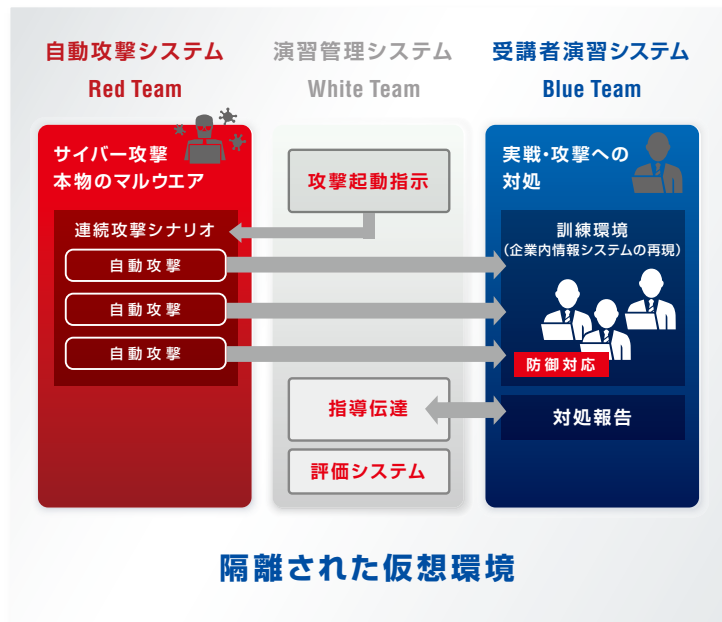 自動攻撃システム
Red Team
演習管理システム
White Team
受講者演習システム
Blue Team
サイバー攻撃
本物のマルウエア
連続攻撃シナリオ
自動攻撃
自動攻撃
自動攻撃
攻撃起動指示
指導伝達
評価システム
実戦・攻撃への
対処
訓練環境
(企業内情報システムの再現)
防御対応
対処報告
隔離された仮想環境